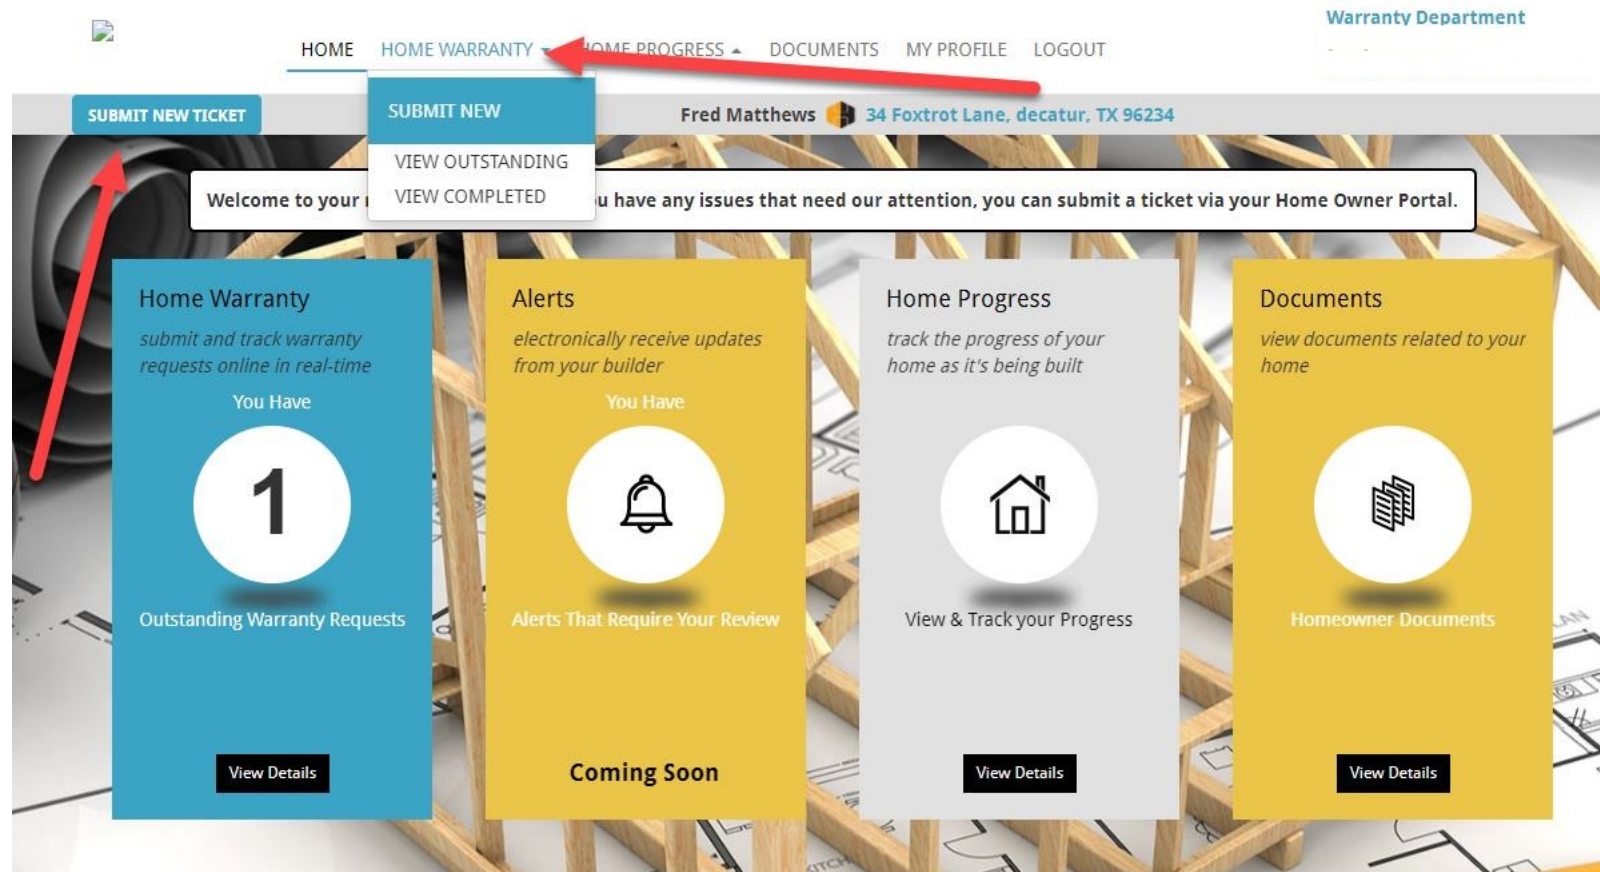 Warranty Department
HOME HOME WARRANTY HOME PROGRESS DOCUMENTS MY PROFILE LOGOUT
SUBMIT NEW TICKET
SUBMIT NEW
VIEW OUTSTANDING
VIEW COMPLETED
Fred Matthews 34 Foxtrot Lane, decatur, TX 96234
Welcome to your have any issues that need our attention, you can submit a ticket via your Home Owner Portal.
Home Warranty
submit and track warranty
requests online in real-time
You Have
1
Outstanding Warranty Requests
View Details
Alerts
electronically receive updates
from your builder
You Have
Alerts That Require Your Review
Coming Soon
Home Progress
track the progress of your
home as it's being built
View & Track your Progress
View Details
Documents
view documents related to your
home
Homeowner Documents
View Details